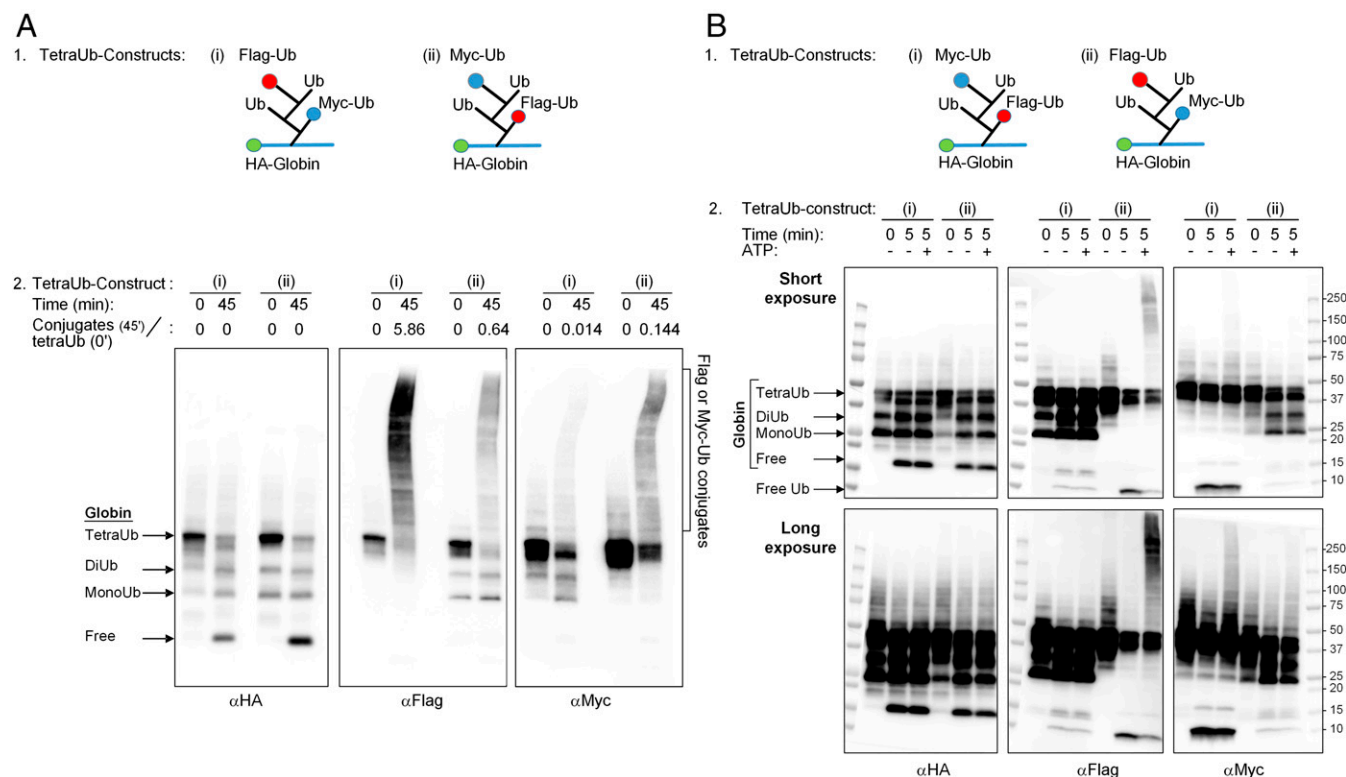 A
1. TetraUb-Constructs: (i) Flag-Ub (ii) Myc-Ub
Ub Ub
Ub Myc-Ub Ub Flag-Ub
HA-Globin HA-Globin
2. TetraUb-Construct : (i) (ii) (i) (ii) (i) (ii)
Time (min): 0 45 0 45 0 45 0 45 0 45 0 45
Conjugates (45')/ tetraUb (0') : 0 0 0 0 0 5.86 0 0.64 0 0.014 0 0.144
Flag or Myc-Ub conjugates
Globin
TetraUb
DiUb
MonoUb
Free
αHA αFlag αMyc
B
1. TetraUb-Constructs: (i) Myc-Ub (ii) Flag-Ub
Ub Ub
Ub Flag-Ub Ub Myc-Ub
HA-Globin HA-Globin
2. TetraUb-construct: (i) (ii) (i) (ii) (i) (ii)
Time (min): 0 5 5 0 5 5 0 5 5 0 5 5 0 5 5 0 5 5
ATP: - - + - - + - - + - - + - - + - - +
Short exposure
Globin
TetraUb
DiUb
MonoUb
Free
Free Ub
250
150
100
75
50
37
25
20
15
10
Long exposure
250
150
100
75
50
37
25
20
15
10
αHA αFlag αMyc